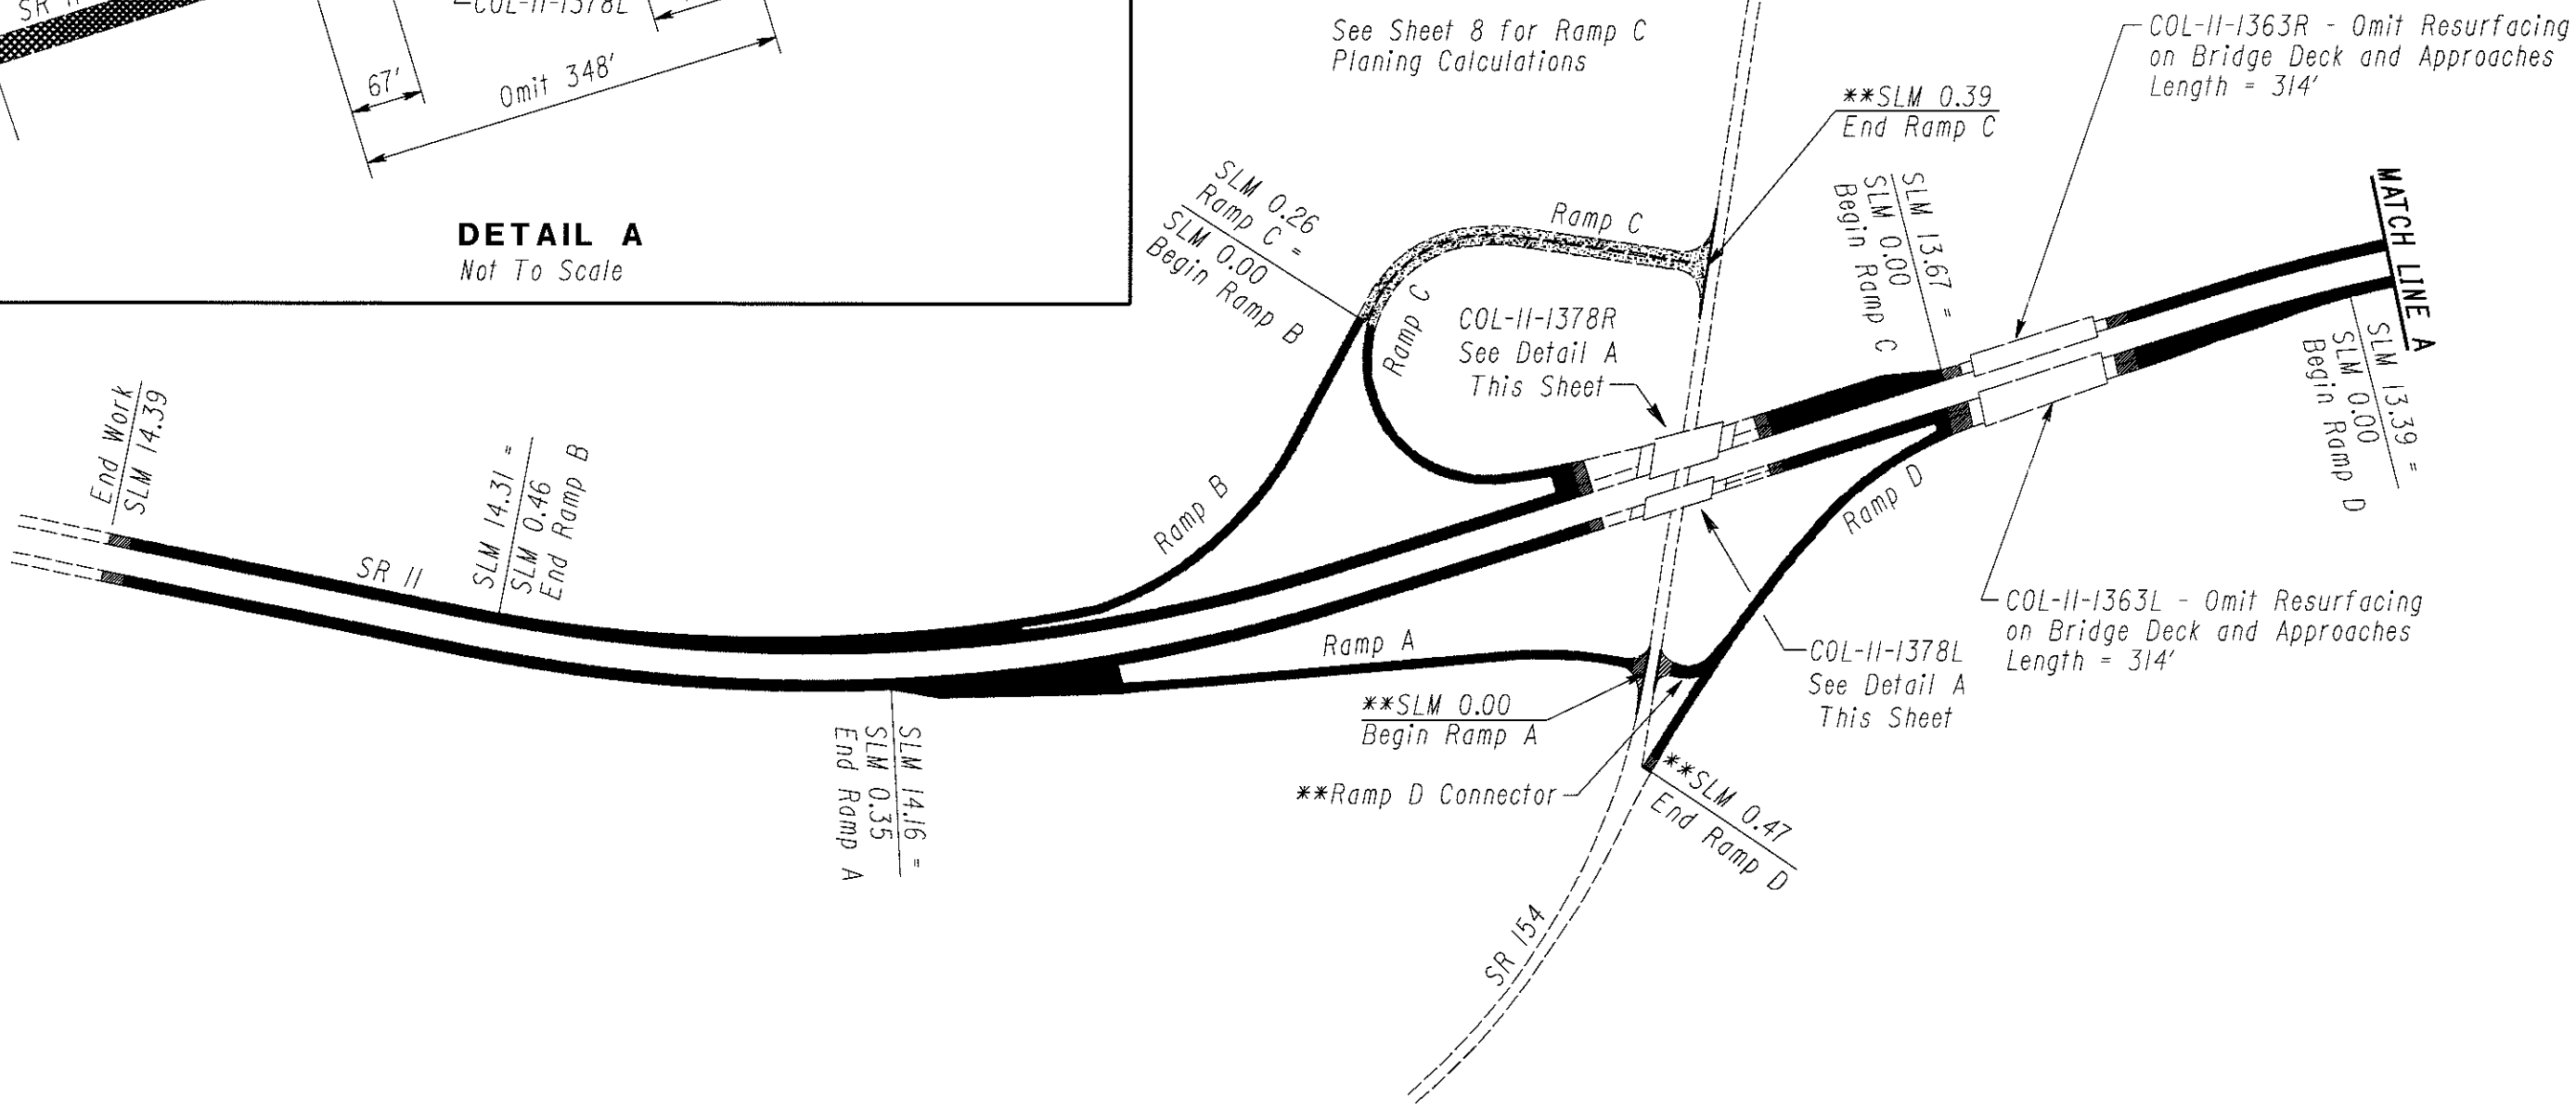 SR 11
COL-11-1378L
67'
Omit 348'
DETAIL A
Not To Scale
See Sheet 8 for Ramp C
Planing Calculations
COL-11-1363R - Omit Resurfacing
on Bridge Deck and Approaches
Length = 314'
**SLM 0.39
End Ramp C
SLM 0.26
Ramp C =
SLM 0.00
Begin Ramp B
Ramp C
Ramp C
COL-11-1378R
See Detail A
This Sheet
SLM 13.67 =
SLM 0.00
Begin Ramp C
MATCH LINE A
SLM 13.39 =
SLM 0.00
Begin Ramp D
End Work
SLM 14.39
SR 11
SLM 14.31 =
SLM 0.46
End Ramp B
Ramp B
Ramp D
Ramp A
SLM 14.16 =
SLM 0.35
End Ramp A
**SLM 0.00
Begin Ramp A
**Ramp D Connector
**SLM 0.47
End Ramp D
COL-11-1378L
See Detail A
This Sheet
COL-11-1363L - Omit Resurfacing
on Bridge Deck and Approaches
Length = 314'
SR 154